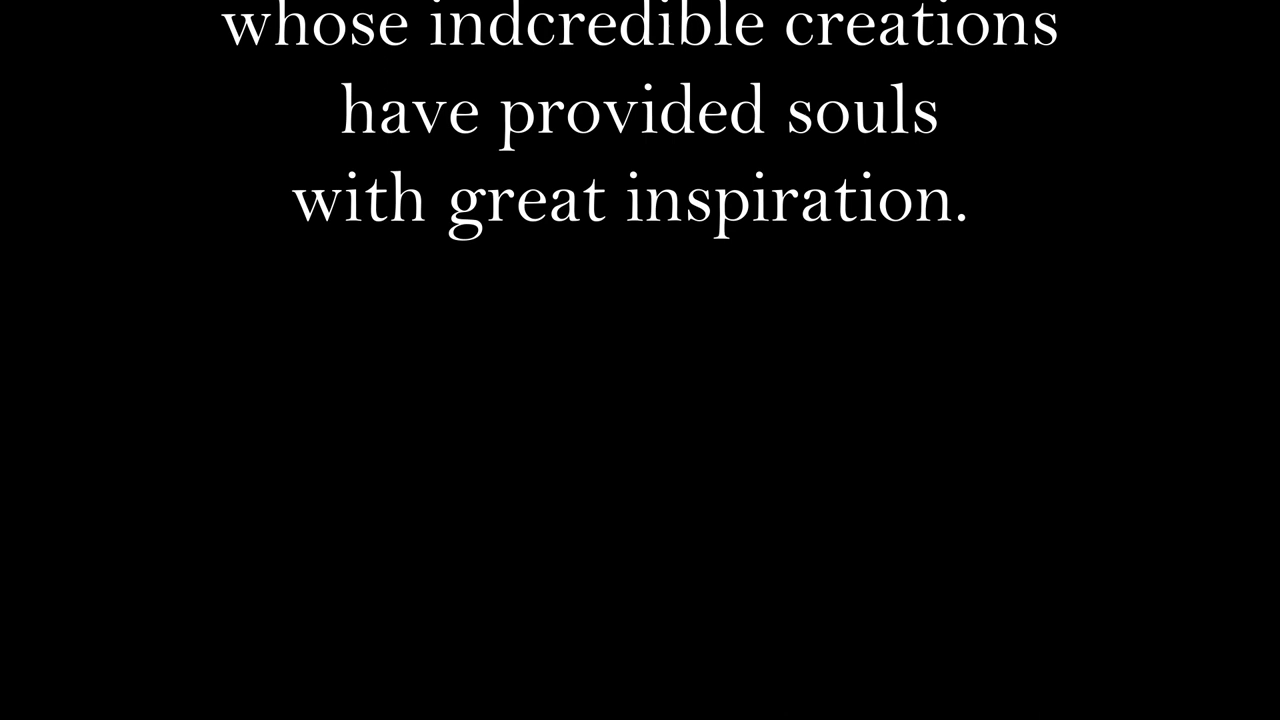 whose indcredible creations
have provided souls
with great inspiration.